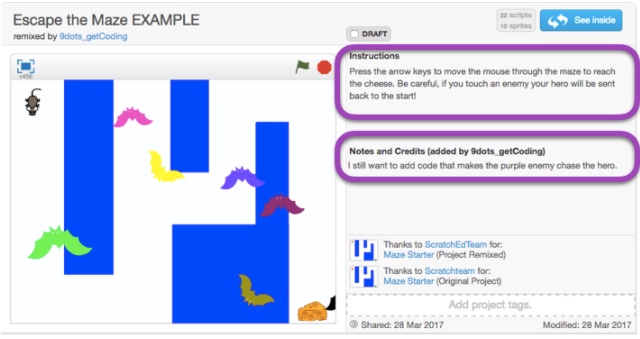 Escape the Maze EXAMPLE
remixed by 9dots_getCoding
22 scripts
10 sprites
See inside
DRAFT
v456
Instructions
Press the arrow keys to move the mouse through the maze to reach
the cheese. Be careful, if you touch an enemy your hero will be sent
back to the start!
Notes and Credits (added by 9dots_getCoding)
I still want to add code that makes the purple enemy chase the hero.
Thanks to ScratchEdTeam for:
Maze Starter (Project Remixed)
Thanks to Scratchteam for:
Maze Starter (Original Project)
Add project tags.
Shared: 28 Mar 2017
Modified: 28 Mar 2017